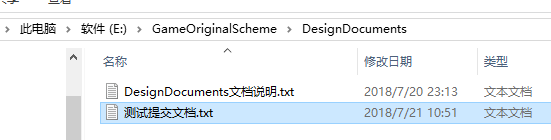 查看
此电脑 › 软件 (E:) › GameOriginalScheme › DesignDocuments
名称 修改日期 类型
DesignDocuments文档说明.txt 2018/7/20 23:13 文本文档
测试提交文档.txt 2018/7/21 10:51 文本文档